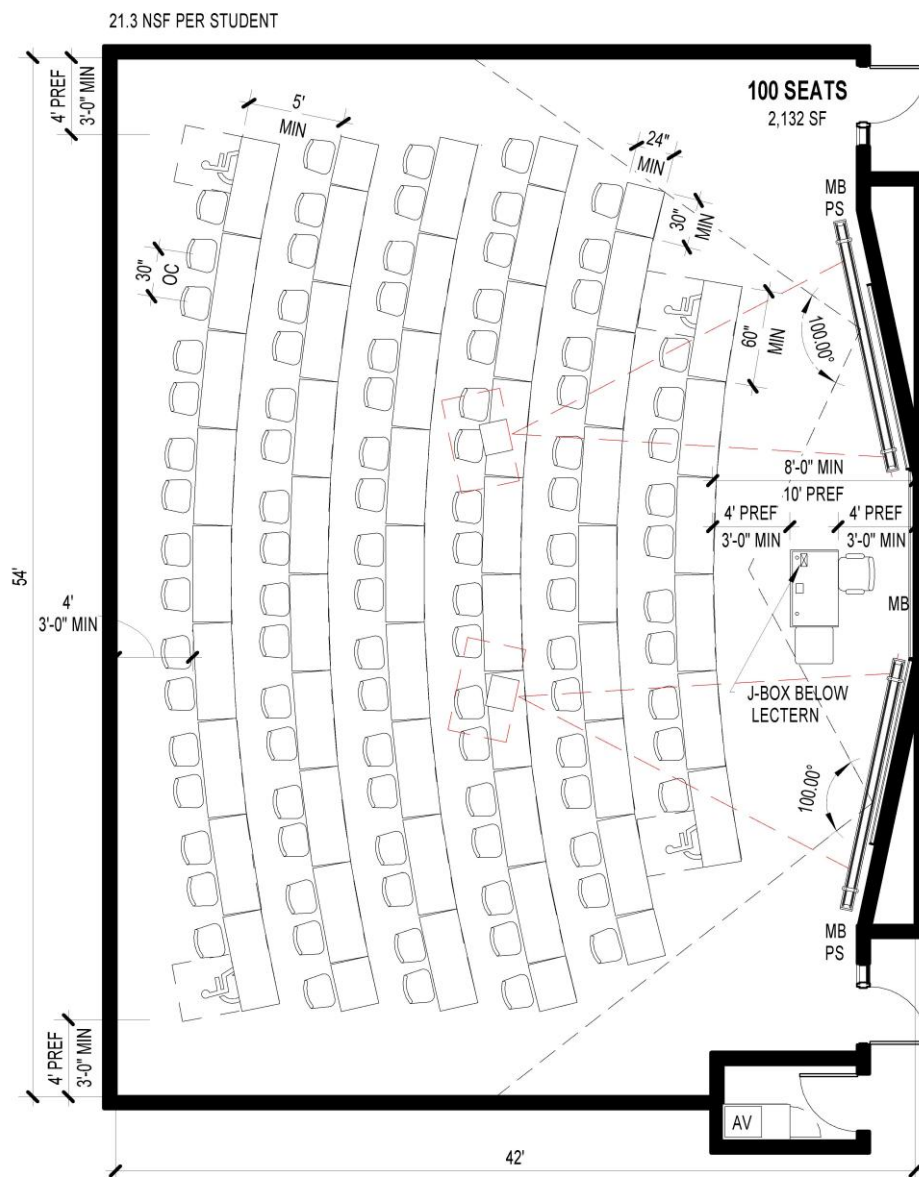 21.3 NSF PER STUDENT
100 SEATS
2,132 SF
4' PREF
3'-0" MIN
5'
MIN
24"
MIN
30"
MIN
MB
PS
30"
OC
60"
MIN
100.00°
8'-0" MIN
10' PREF
4' PREF
3'-0" MIN
4' PREF
3'-0" MIN
54'
4'
3'-0" MIN
MB
J-BOX BELOW
LECTERN
100.00°
MB
PS
4' PREF
3'-0" MIN
AV
42'